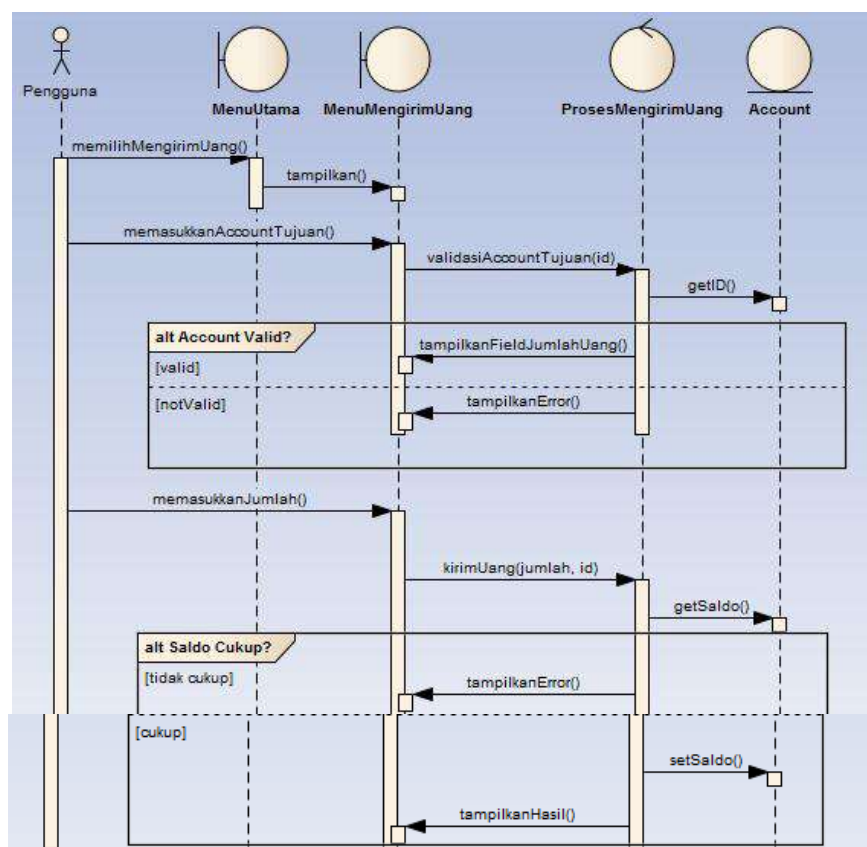 Pengguna
MenuUtama
MenuMengirimUang
ProsesMengirimUang
Account
memilihMengirimUang()
tampilkan()
memasukkanAccountTujuan()
validasiAccountTujuan(id)
getID()
alt Account Valid?
tampilkanFieldJumlahUang()
[valid]
[notValid]
tampilkanError()
memasukkanJumlah()
kirimUang(jumlah, id)
getSaldo()
alt Saldo Cukup?
[tidak cukup]
tampilkanError()
[cukup]
setSaldo()
tampilkanHasil()